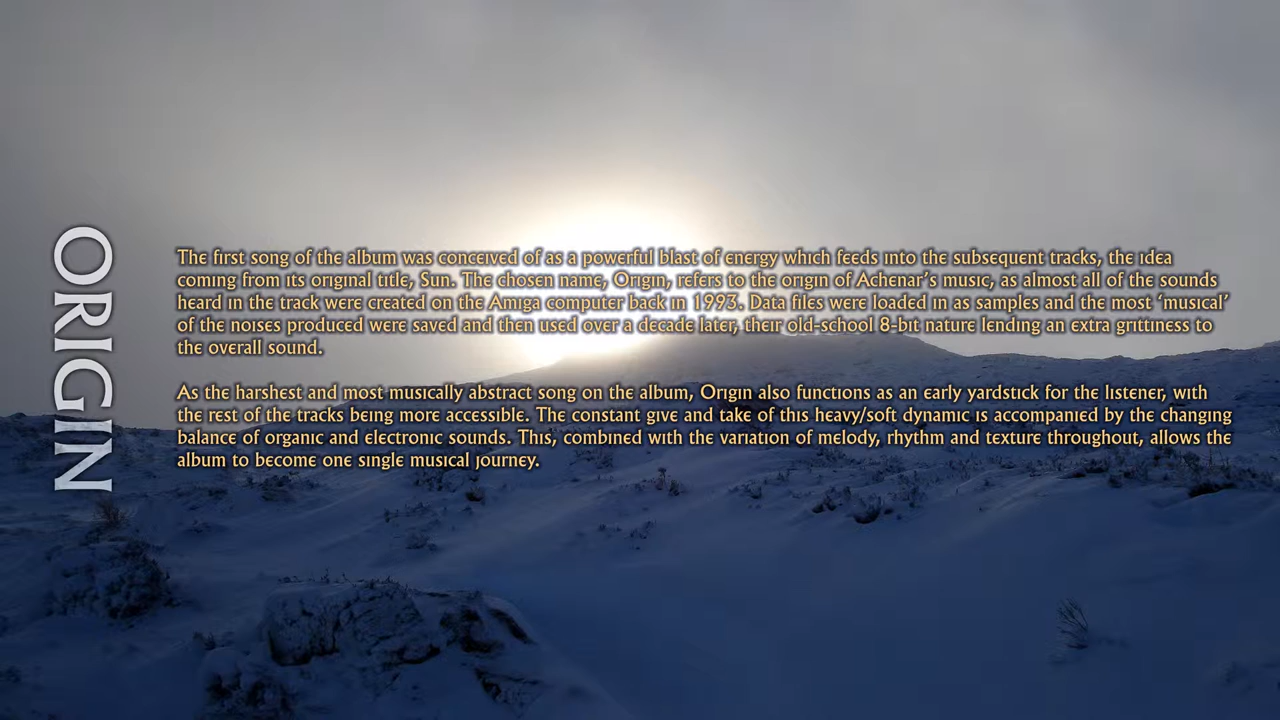 ORIGIN
The first song of the album was conceived of as a powerful blast of energy which feeds into the subsequent tracks, the idea
coming from its original title, Sun. The chosen name, Origin, refers to the origin of Achenar's music, as almost all of the sounds
heard in the track were created on the Amiga computer back in 1993. Data files were loaded in as samples and the most ‘musical’
of the noises produced were saved and then used over a decade later, their old-school 8-bit nature lending an extra grittiness to
the overall sound.
As the harshest and most musically abstract song on the album, Origin also functions as an early yardstick for the listener, with
the rest of the tracks being more accessible. The constant give and take of this heavy/soft dynamic is accompanied by the changing
balance of organic and electronic sounds. This, combined with the variation of melody, rhythm and texture throughout, allows the
album to become one single musical journey.